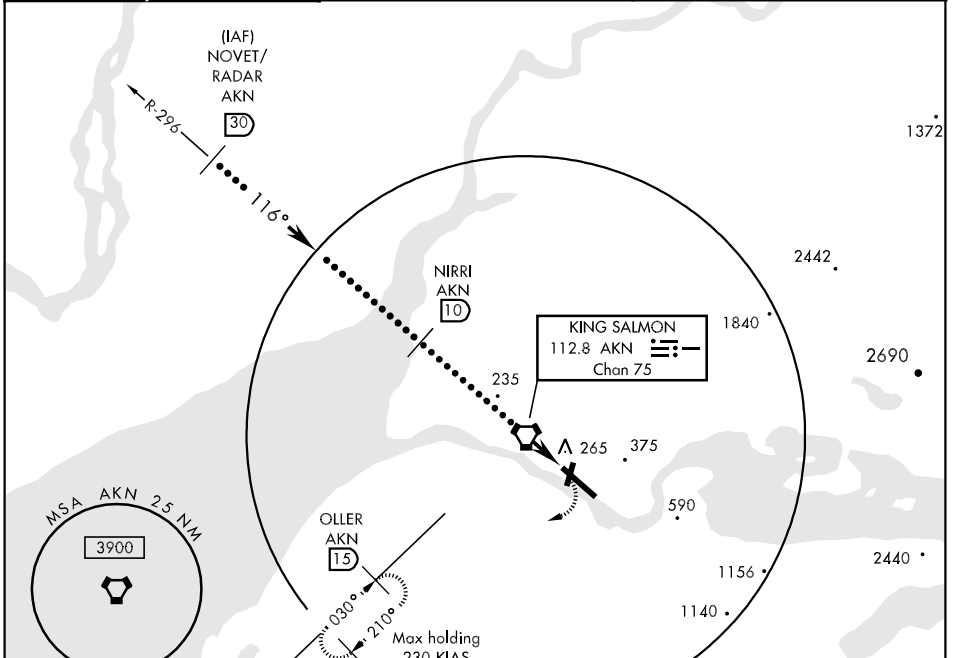 (IAF)
NOVET/
RADAR
AKN
30
R-296
116°
1372
2442
NIRRI
AKN
10
1840
KING SALMON
112.8 AKN
Chan 75
2690
235
265
375
MSA AKN 25 NM
3900
590
OLLER
AKN
15
2440
1156
030°
210°
1140
Max holding
230 KIAS